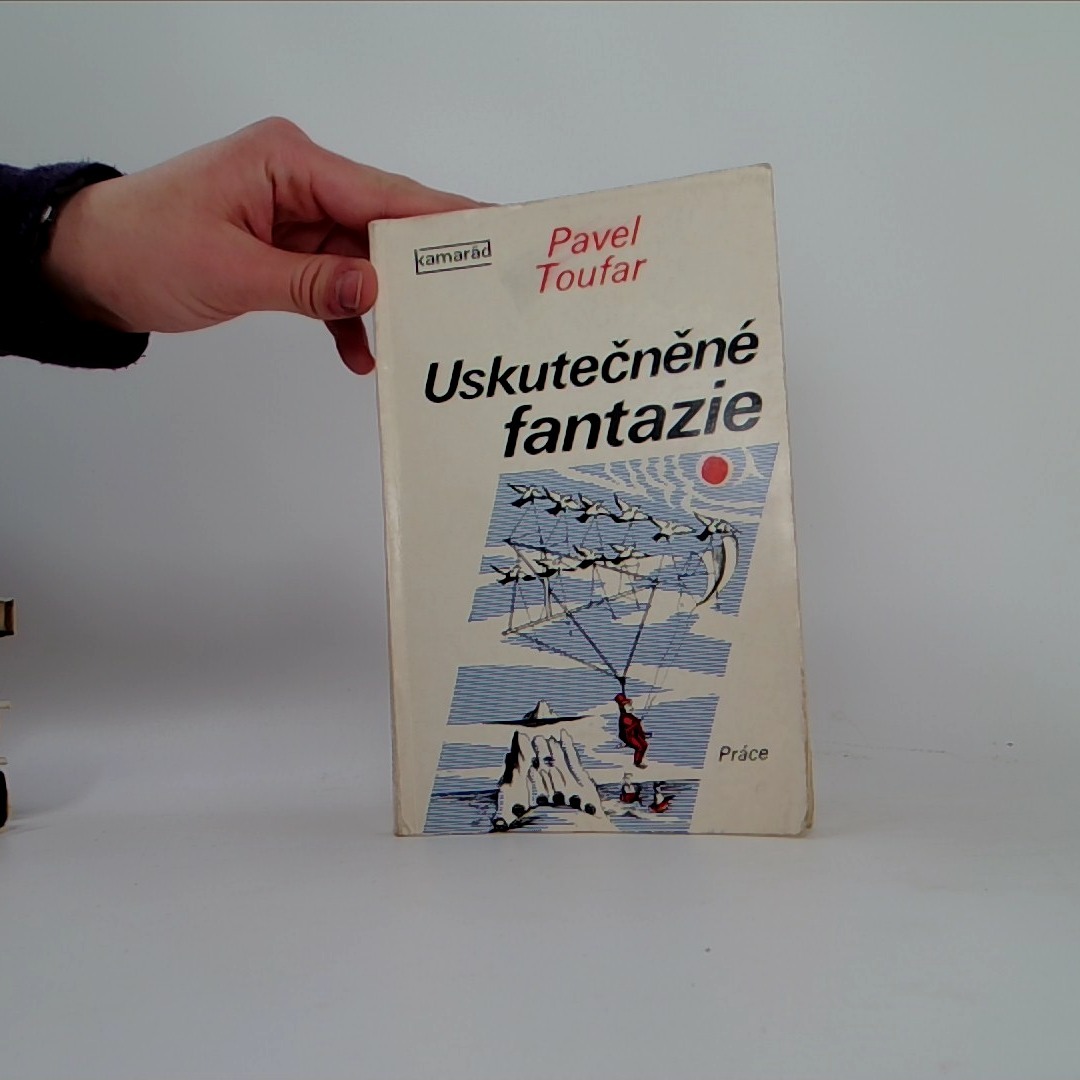 kamarád
Pavel
Toufar
Uskutečněné
fantazie
Práce